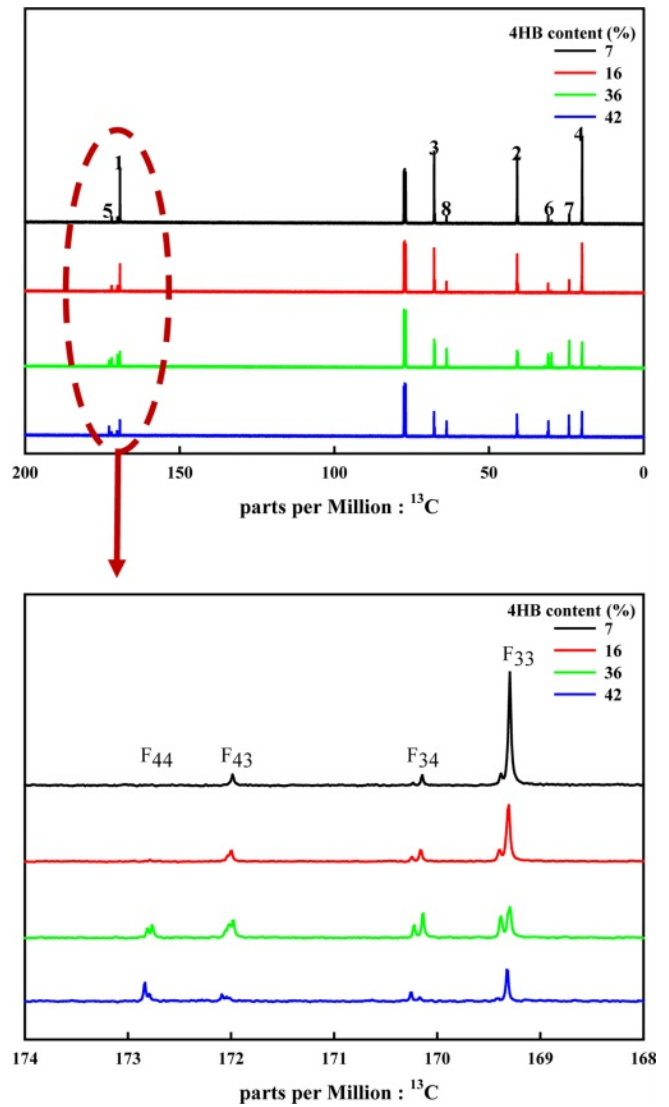 4HB content (%)
7
16
36
42
1
5
3
8
2
6
7
4
200 150 100 50 0
parts per Million : ¹³C
4HB content (%)
7
16
36
42
F₄₄ F₄₃ F₃₄ F₃₃
174 173 172 171 170 169 168
parts per Million : ¹³C